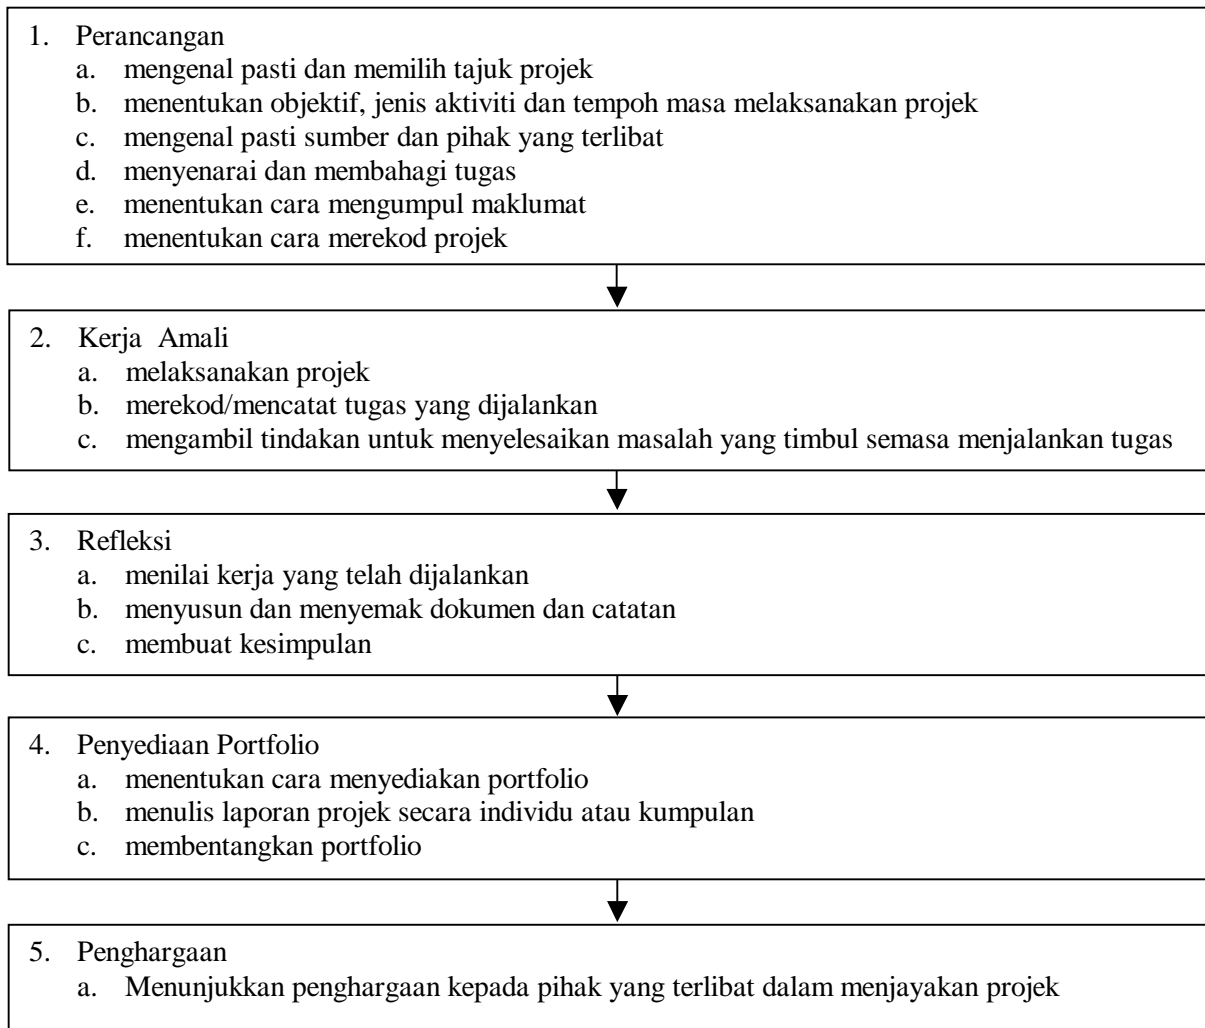 1. Perancangan
a. mengenal pasti dan memilih tajuk projek
b. menentukan objektif, jenis aktiviti dan tempoh masa melaksanakan projek
c. mengenal pasti sumber dan pihak yang terlibat
d. menyenarai dan membahagi tugas
e. menentukan cara mengumpul maklumat
f. menentukan cara merekod projek
2. Kerja Amali
a. melaksanakan projek
b. merekod/mencatat tugas yang dijalankan
c. mengambil tindakan untuk menyelesaikan masalah yang timbul semasa menjalankan tugas
3. Refleksi
a. menilai kerja yang telah dijalankan
b. menyusun dan menyemak dokumen dan catatan
c. membuat kesimpulan
4. Penyediaan Portfolio
a. menentukan cara menyediakan portfolio
b. menulis laporan projek secara individu atau kumpulan
c. membentangkan portfolio
5. Penghargaan
a. Menunjukkan penghargaan kepada pihak yang terlibat dalam menjayakan projek